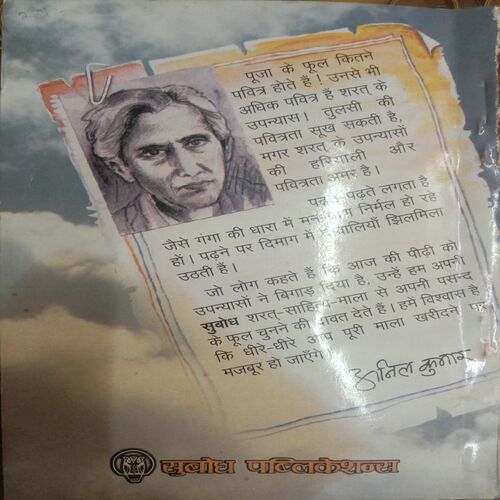 पूजा के फूल कितने
पवित्र होते हैं! उनसे भी
अधिक पवित्र हैं शरत् के
उपन्यास। तुलसी की
पवित्रता सूख सकती है,
मगर शरत् के उपन्यासों
की हरियाली और
पवित्रता अमर है।
पढ़ते लगता है
जैसे गंगा की धारा में निर्मल हो रहे
हों। पढ़ने पर दिमाग में झिलमिला
उठती हैं।
जो लोग कहते हैं कि आज की पीढ़ी को
उपन्यासों ने बिगाड़ दिया है, उन्हें हम अपनी
सुबोध शरत्-साहित्य-माला से अपनी पसन्द
के फूल चुनने की दावत देते हैं। हमें विश्वास है
कि धीरे-धीरे आप पूरी माला खरीदने पर
मजबूर हो जाएँगे।
अनिल कुमार
सुबोध पब्लिकेशन्स